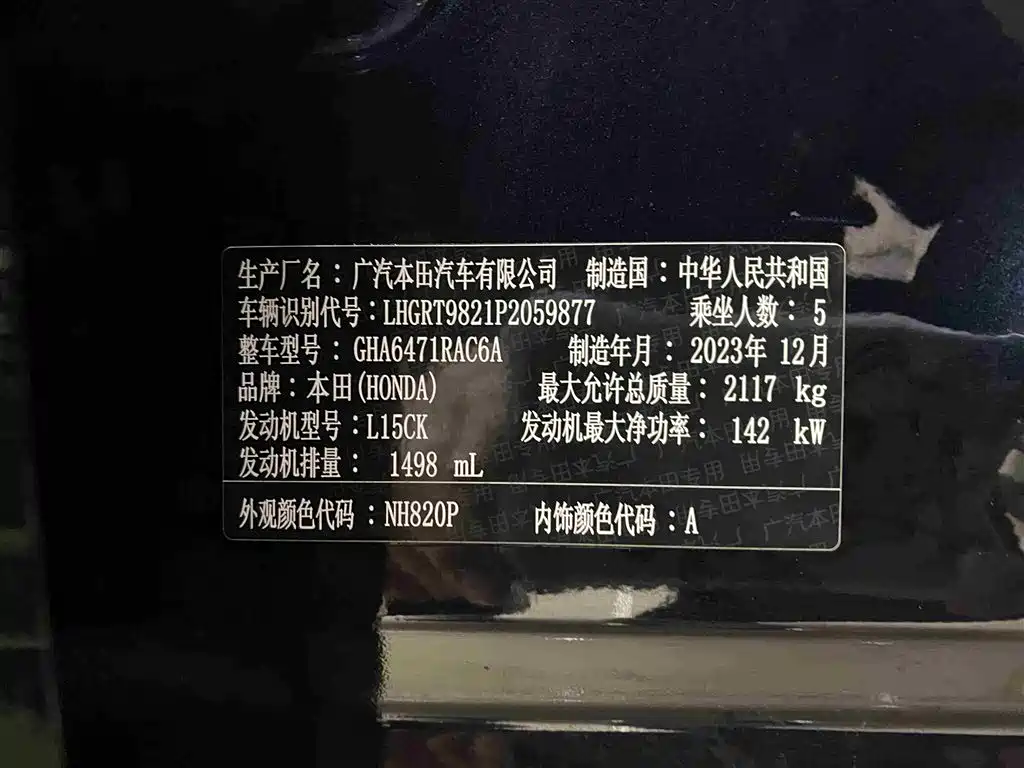 生产厂名：广汽本田汽车有限公司 制造国：中华人民共和国
车辆识别代号：LHGRT9821P2059877 乘坐人数：5
整车型号：GHA6471RAC6A 制造年月：2023年 12月
品牌：本田(HONDA) 最大允许总质量：2117 kg
发动机型号：L15CK 发动机最大净功率：142 kW
发动机排量：1498 mL
外观颜色代码：NH820P 内饰颜色代码：A